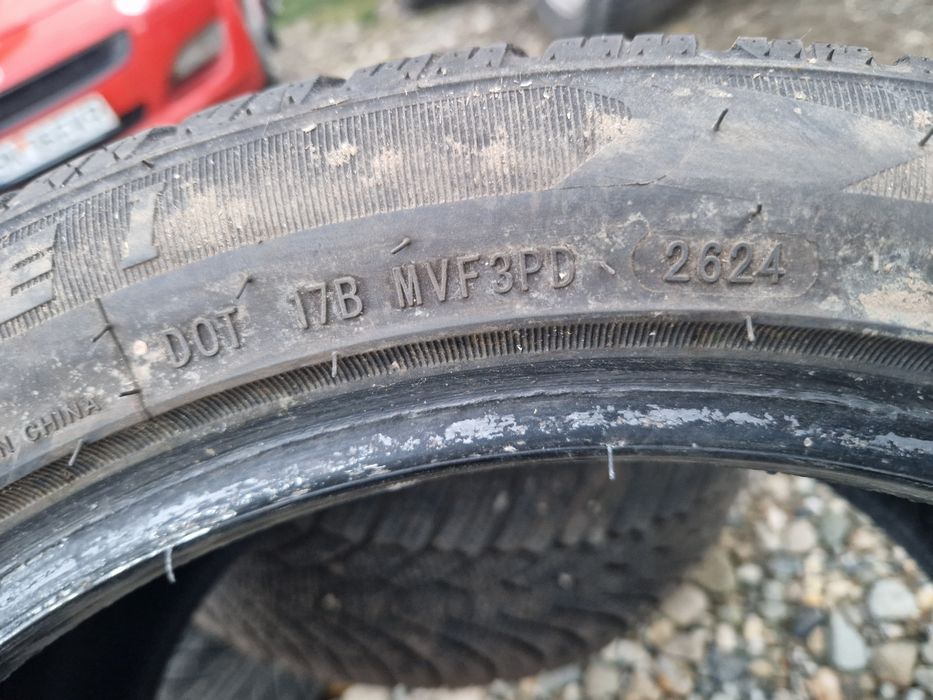 DOT 17B MVF3PD 2624
CHINA